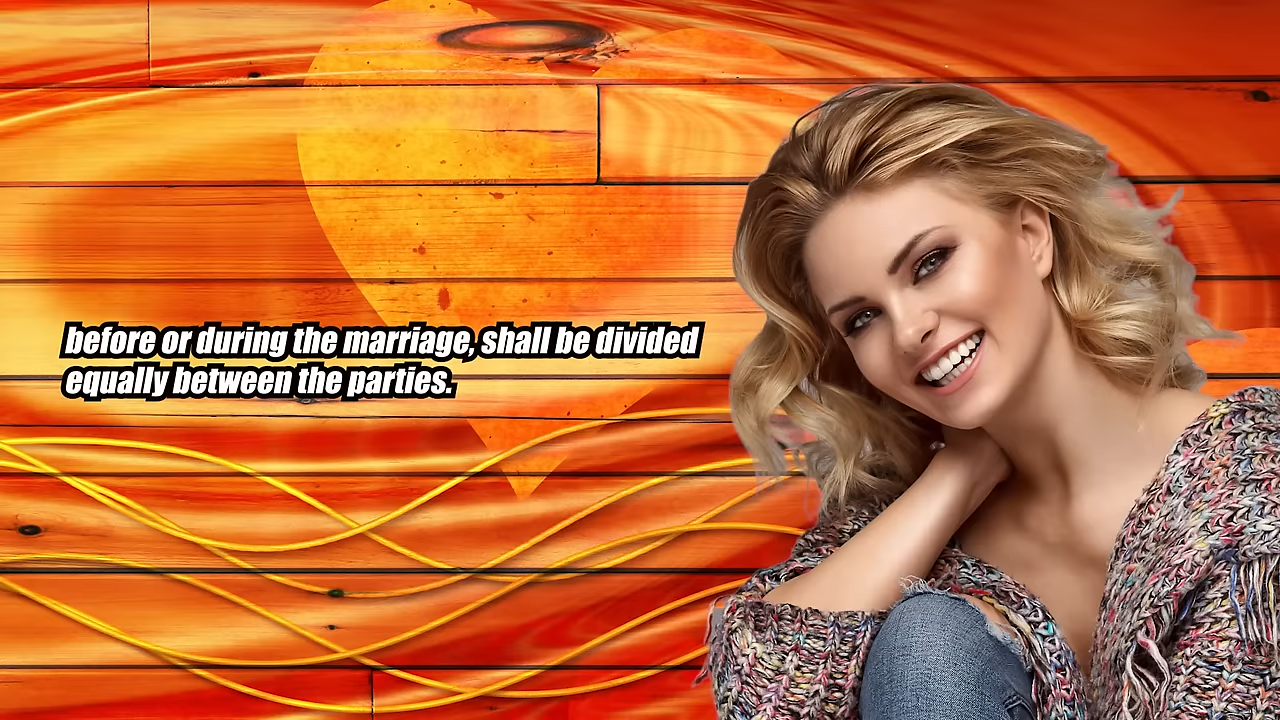 before or during the marriage, shall be divided
equally between the parties.